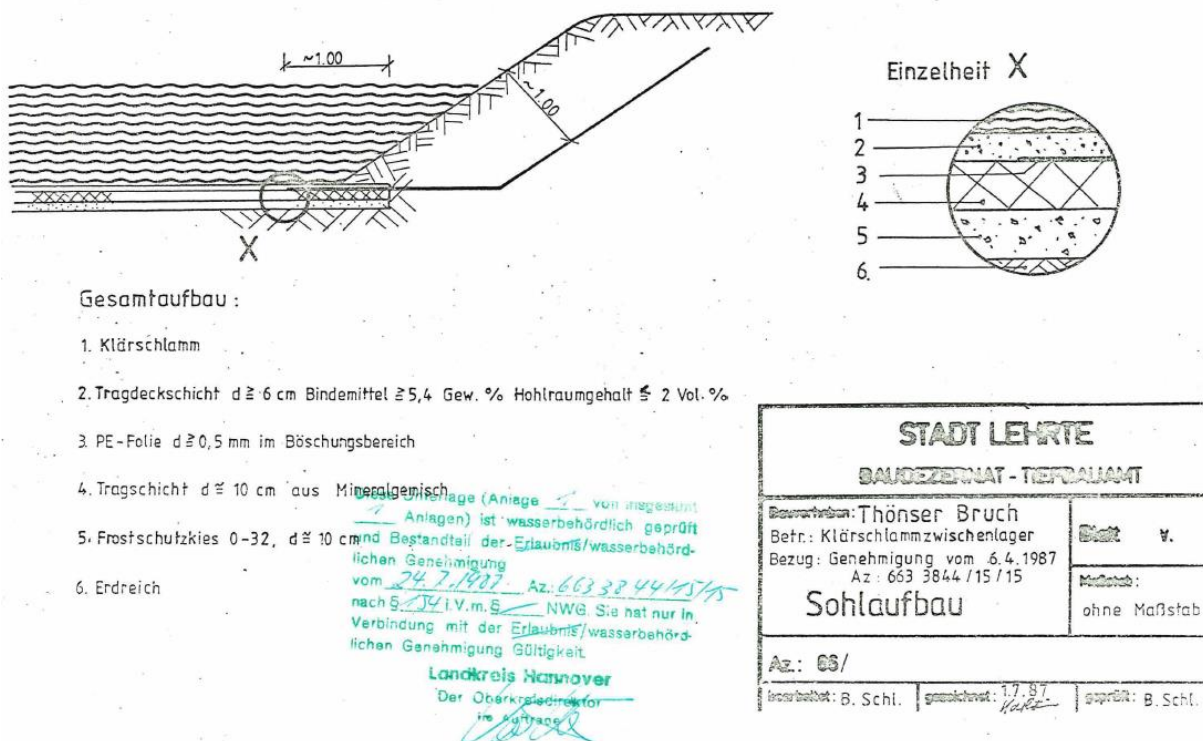 ~1.00
~1.00
X
Einzelheit X
1
2
3
4
5
6.
Gesamtaufbau :
1. Klärschlamm
2. Tragdeckschicht d ≧ 6 cm Bindemittel ≧ 5,4 Gew. % Hohlraumgehalt ≦ 2 Vol. %
3. PE-Folie d ≧ 0,5 mm im Böschungsbereich
4. Tragschicht d ≅ 10 cm aus Mineralgemisch
5. Frostschutzkies 0-32, d ≅ 10 cm
6. Erdreich
Diese Unterlage (Anlage 1 von insgesamt
1 Anlagen) ist wasserbehördlich geprüft
und Bestandteil der Erlaubnis/wasserbehörd-
lichen Genehmigung
vom 24.7.1987 Az.: 663 38 44/15/15
nach § 154 i.V.m. § NWG. Sie hat nur in
Verbindung mit der Erlaubnis/wasserbehörd-
lichen Genehmigung Gültigkeit.
Landkreis Hannover
Der Oberkreisdirektor
im Auftrage
STADT LEHRTE
BAUDEZERNAT - TIEFBAUAMT
Bauvorhaben: Thönser Bruch
Betr.: Klärschlammzwischenlager
Bezug: Genehmigung vom 6.4.1987
Az : 663 3844 / 15 / 15
Sohlaufbau
Blatt
Maßstab:
ohne Maßstab
Az.: 66/
bearbeitet: B. Schl.
gezeichnet: 1.7.87
geprüft: B. Schl.